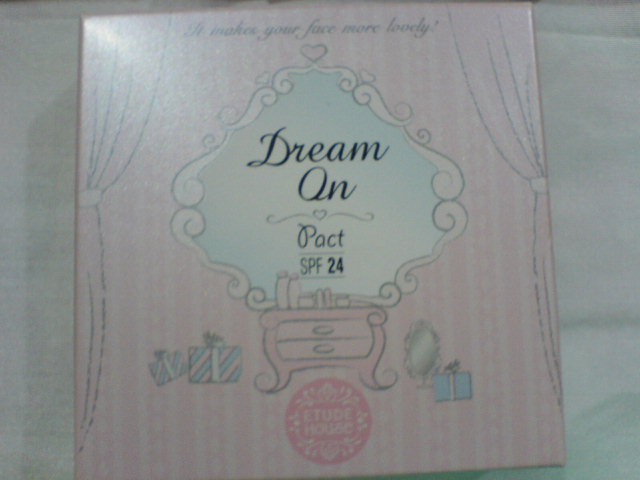 It makes your face more lovely!
Dream
On
Pact
SPF 24
ETUDE
HOUSE